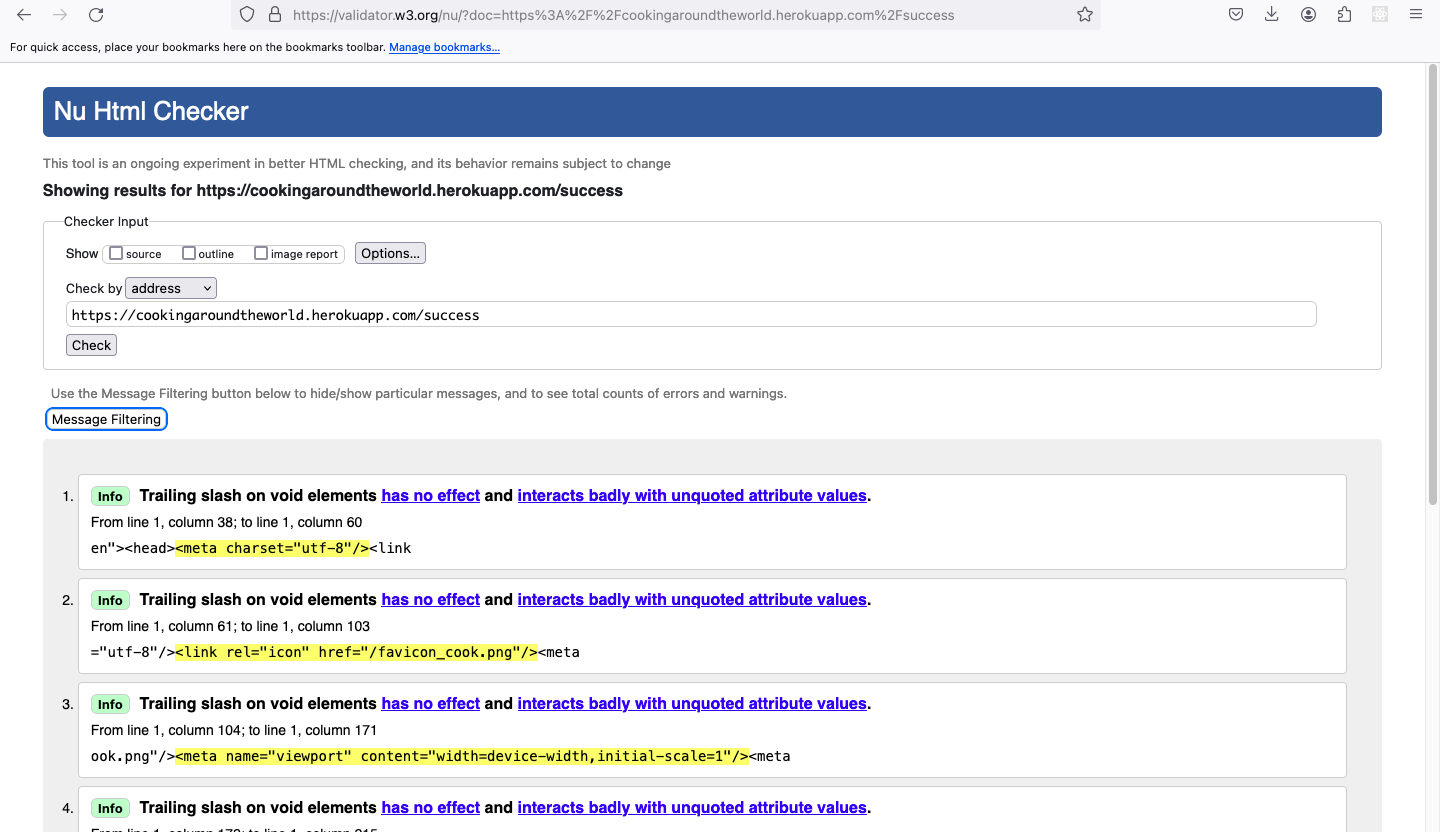 https://validator.w3.org/nu/?doc=https%3A%2F%2Fcookingaroundtheworld.herokuapp.com%2Fsuccess
For quick access, place your bookmarks here on the bookmarks toolbar. Manage bookmarks...
Nu Html Checker
This tool is an ongoing experiment in better HTML checking, and its behavior remains subject to change
Showing results for https://cookingaroundtheworld.herokuapp.com/success
Checker Input
Show source outline image report Options...
Check by address
https://cookingaroundtheworld.herokuapp.com/success
Check
Use the Message Filtering button below to hide/show particular messages, and to see total counts of errors and warnings.
Message Filtering
1. Info Trailing slash on void elements has no effect and interacts badly with unquoted attribute values.
From line 1, column 38; to line 1, column 60
en"><head><meta charset="utf-8"/><link
2. Info Trailing slash on void elements has no effect and interacts badly with unquoted attribute values.
From line 1, column 61; to line 1, column 103
="utf-8"/><link rel="icon" href="/favicon_cook.png"/><meta
3. Info Trailing slash on void elements has no effect and interacts badly with unquoted attribute values.
From line 1, column 104; to line 1, column 171
ook.png"/><meta name="viewport" content="width=device-width,initial-scale=1"/><meta
4. Info Trailing slash on void elements has no effect and interacts badly with unquoted attribute values.